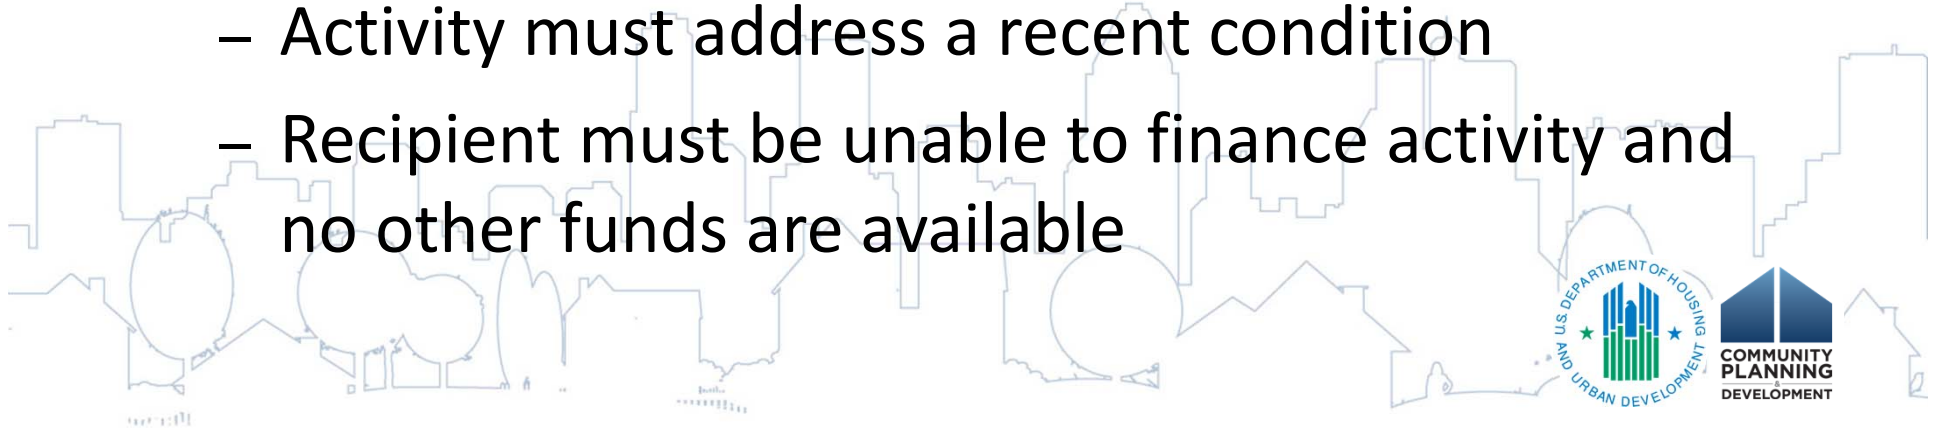 – Activity must address a recent condition
– Recipient must be unable to finance activity and
no other funds are available
U.S. DEPARTMENT OF HOUSING
AND URBAN DEVELOPMENT
COMMUNITY
PLANNING
&
DEVELOPMENT